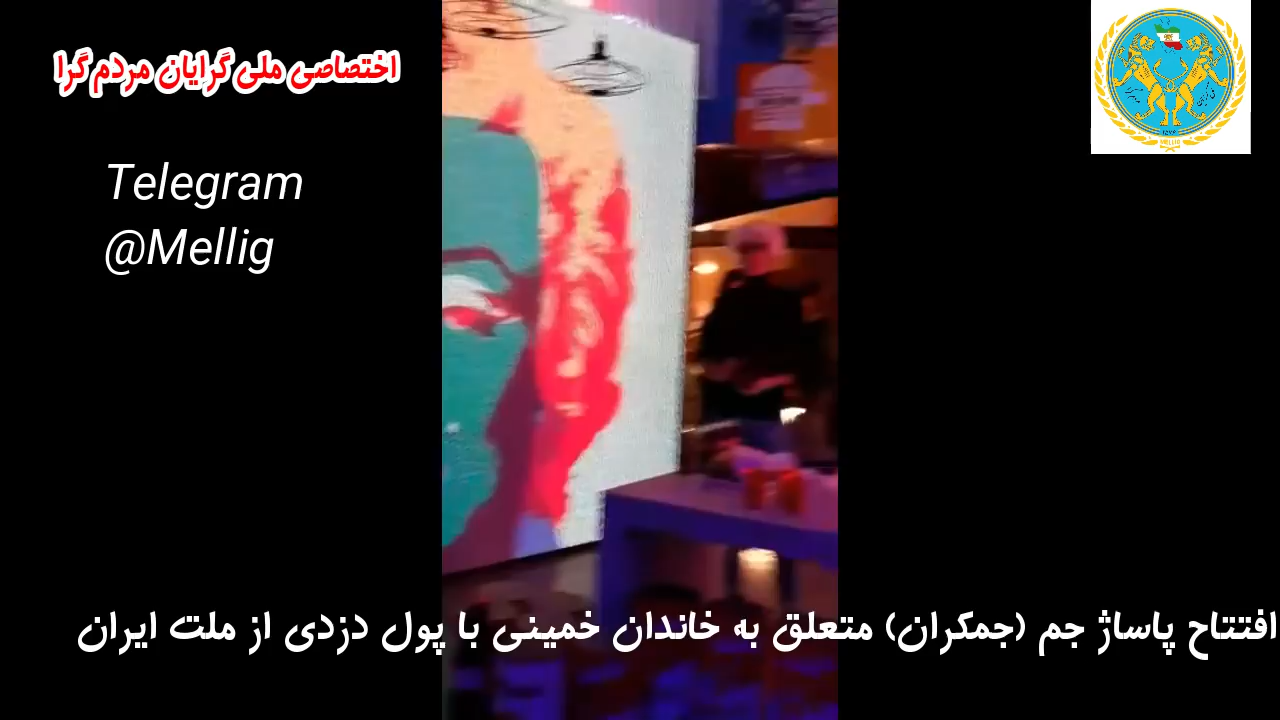 اختصاصی ملی گرایان مردم گرا
Telegram
@Mellig
MELLIG
افتتاح پاساژ جم (جمکران) متعلق به خاندان خمینی با پول دزدی از ملت ایران